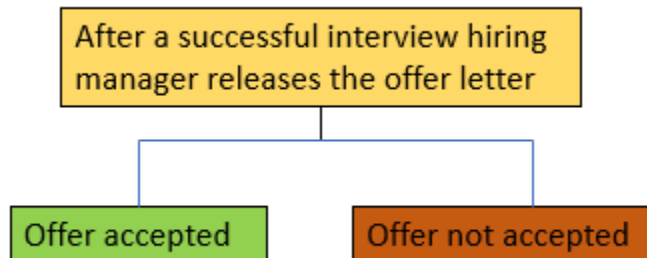 After a successful interview hiring
manager releases the offer letter
Offer accepted
Offer not accepted